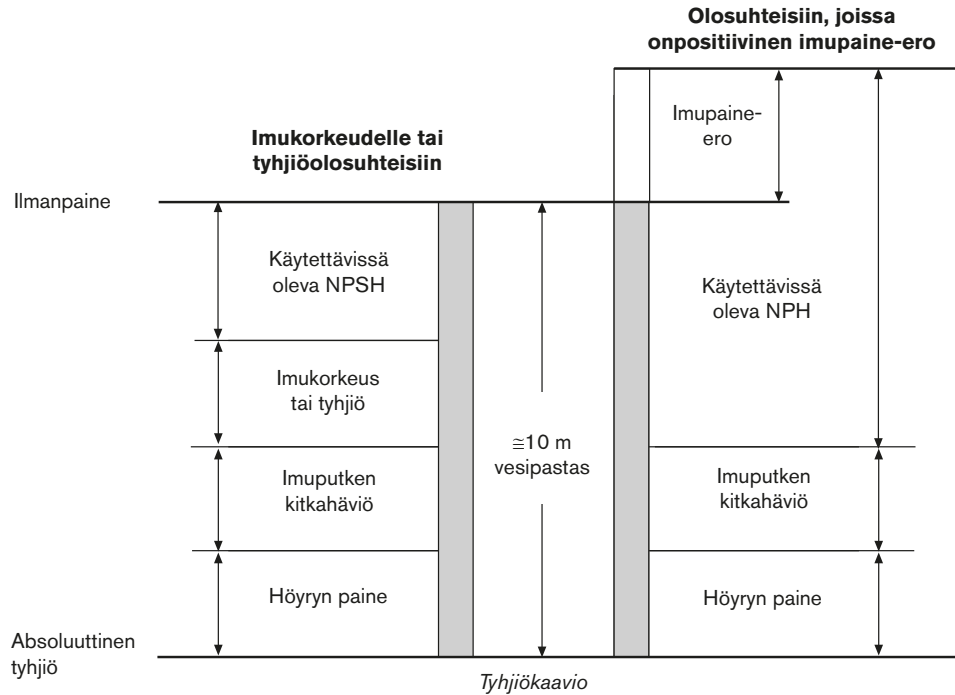 Olosuhteisiin, joissa
onpositiivinen imupaine-ero
Imupaine-
ero
Imukorkeudelle tai
tyhjiöolosuhteisiin
Ilmanpaine
Käytettävissä
oleva NPSH
Käytettävissä
oleva NPH
Imukorkeus
tai tyhjiö
≅10 m
vesipastas
Imuputken
kitkahäviö
Imuputken
kitkahäviö
Höyryn paine
Höyryn paine
Absoluuttinen
tyhjiö
Tyhjiökaavio